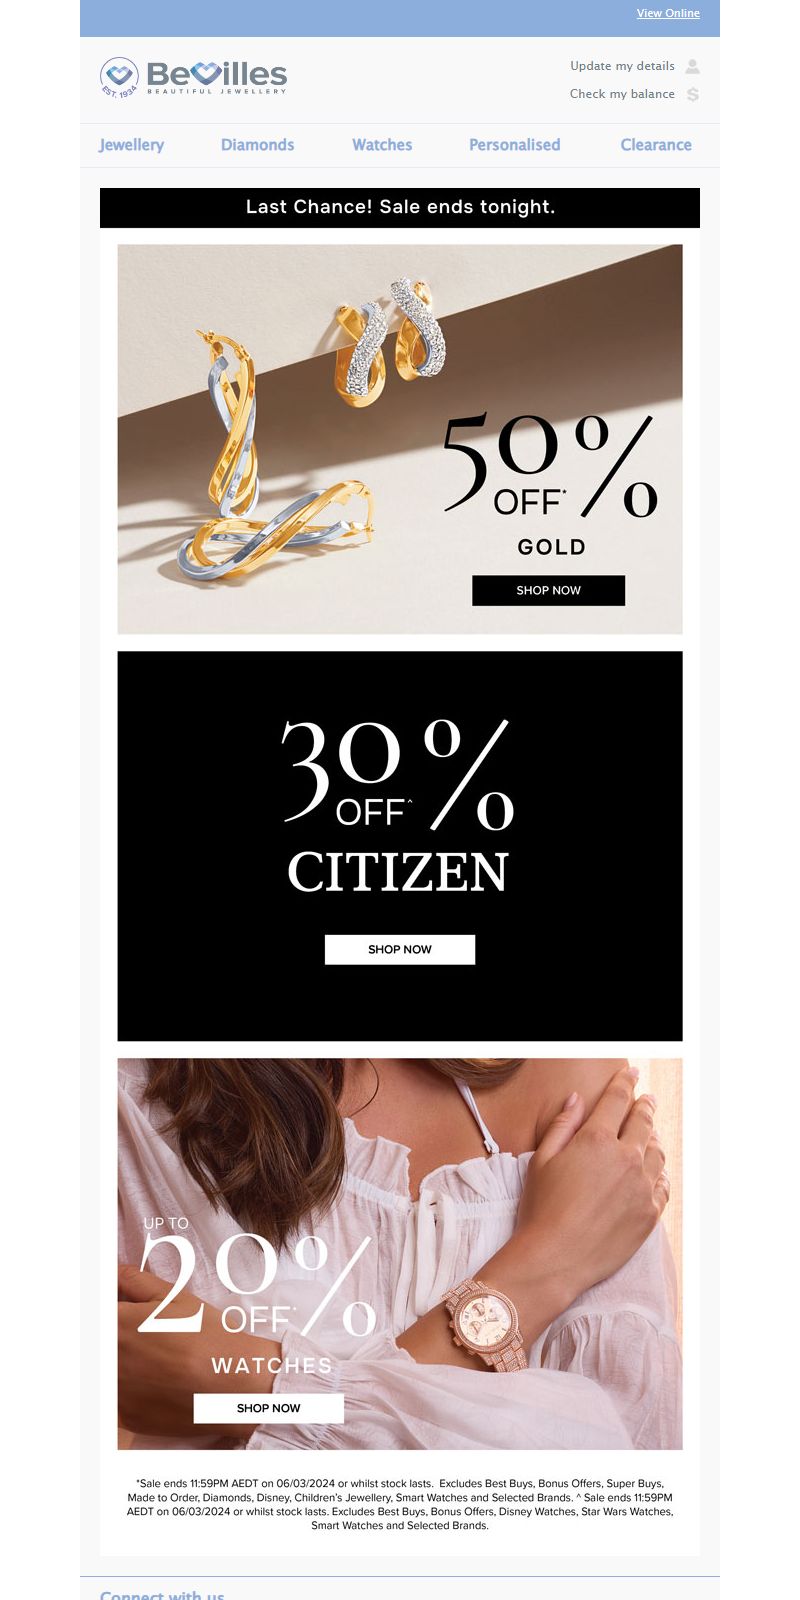 View Online
BeVilles
BEAUTIFUL JEWELLERY
EST. 1934
Update my details
Check my balance $
Jewellery Diamonds Watches Personalised Clearance
Last Chance! Sale ends tonight.
50%
OFF*
GOLD
SHOP NOW
30%
OFF^
CITIZEN
SHOP NOW
UP TO
20%
OFF*
WATCHES
SHOP NOW
*Sale ends 11:59PM AEDT on 06/03/2024 or whilst stock lasts. Excludes Best Buys, Bonus Offers, Super Buys,
Made to Order, Diamonds, Disney, Children's Jewellery, Smart Watches and Selected Brands. ^ Sale ends 11:59PM
AEDT on 06/03/2024 or whilst stock lasts. Excludes Best Buys, Bonus Offers, Disney Watches, Star Wars Watches,
Smart Watches and Selected Brands.
Connect with us